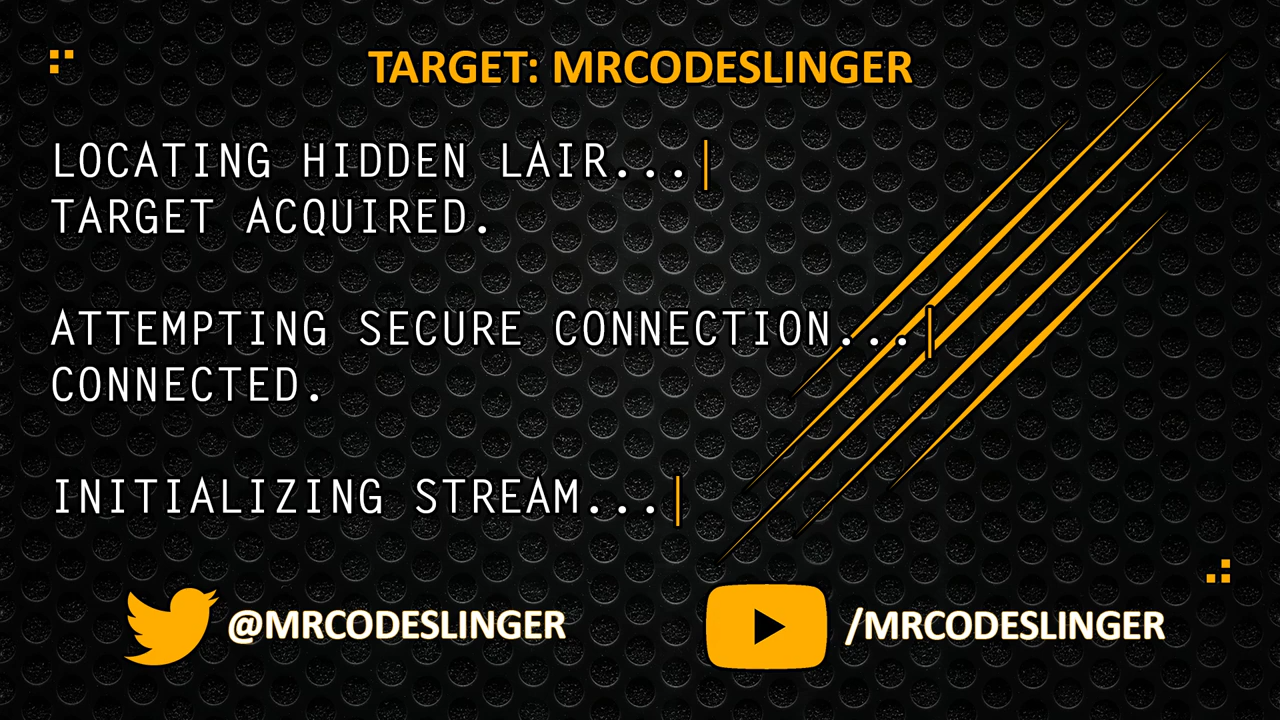 TARGET: MRCODESLINGER
LOCATING HIDDEN LAIR...|
TARGET ACQUIRED.
ATTEMPTING SECURE CONNECTION...|
CONNECTED.
INITIALIZING STREAM...|
@MRCODESLINGER
/MRCODESLINGER